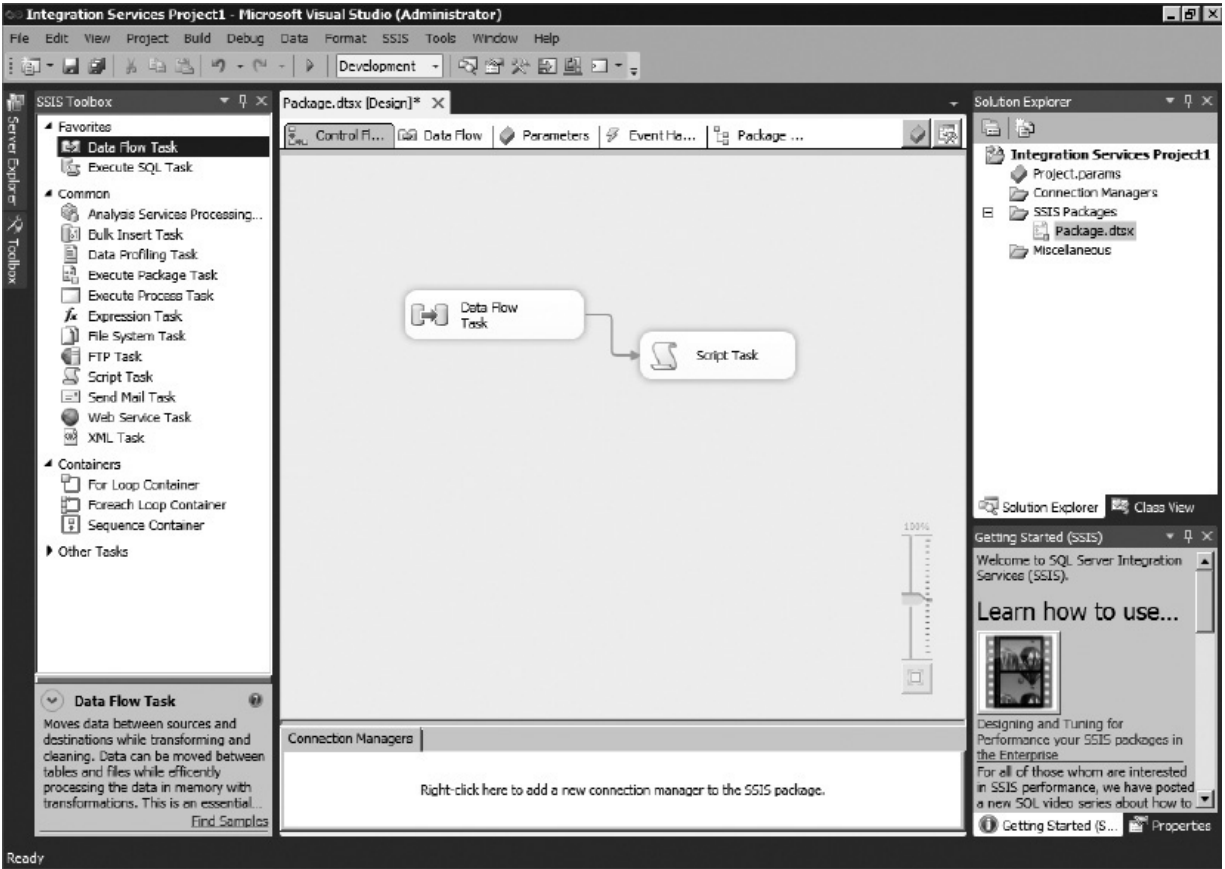 Integration Services Project1 - Microsoft Visual Studio (Administrator)
File Edit View Project Build Debug Data Format SSIS Tools Window Help
Development
Server Explorer
Toolbox
SSIS Toolbox
Favorites
Data Flow Task
Execute SQL Task
Common
Analysis Services Processing...
Bulk Insert Task
Data Profiling Task
Execute Package Task
Execute Process Task
Expression Task
File System Task
FTP Task
Script Task
Send Mail Task
Web Service Task
XML Task
Containers
For Loop Container
Foreach Loop Container
Sequence Container
Other Tasks
Data Flow Task
Moves data between sources and
destinations while transforming and
cleaning. Data can be moved between
tables and files while efficently
processing the data in memory with
transformations. This is an essential...
Find Samples
Package.dtsx [Design]*
Control Fl... Data Flow Parameters Event Ha... Package ...
Data Flow
Task
Script Task
100%
Connection Managers
Right-click here to add a new connection manager to the SSIS package.
Solution Explorer
Integration Services Project1
Project.params
Connection Managers
SSIS Packages
Package.dtsx
Miscellaneous
Solution Explorer Class View
Getting Started (SSIS)
Welcome to SQL Server Integration
Services (SSIS).
Learn how to use...
Designing and Tuning for
Performance your SSIS packages in
the Enterprise
For all of those whom are interested
in SSIS performance, we have posted
a new SQL video series about how to
Getting Started (S... Properties
Ready